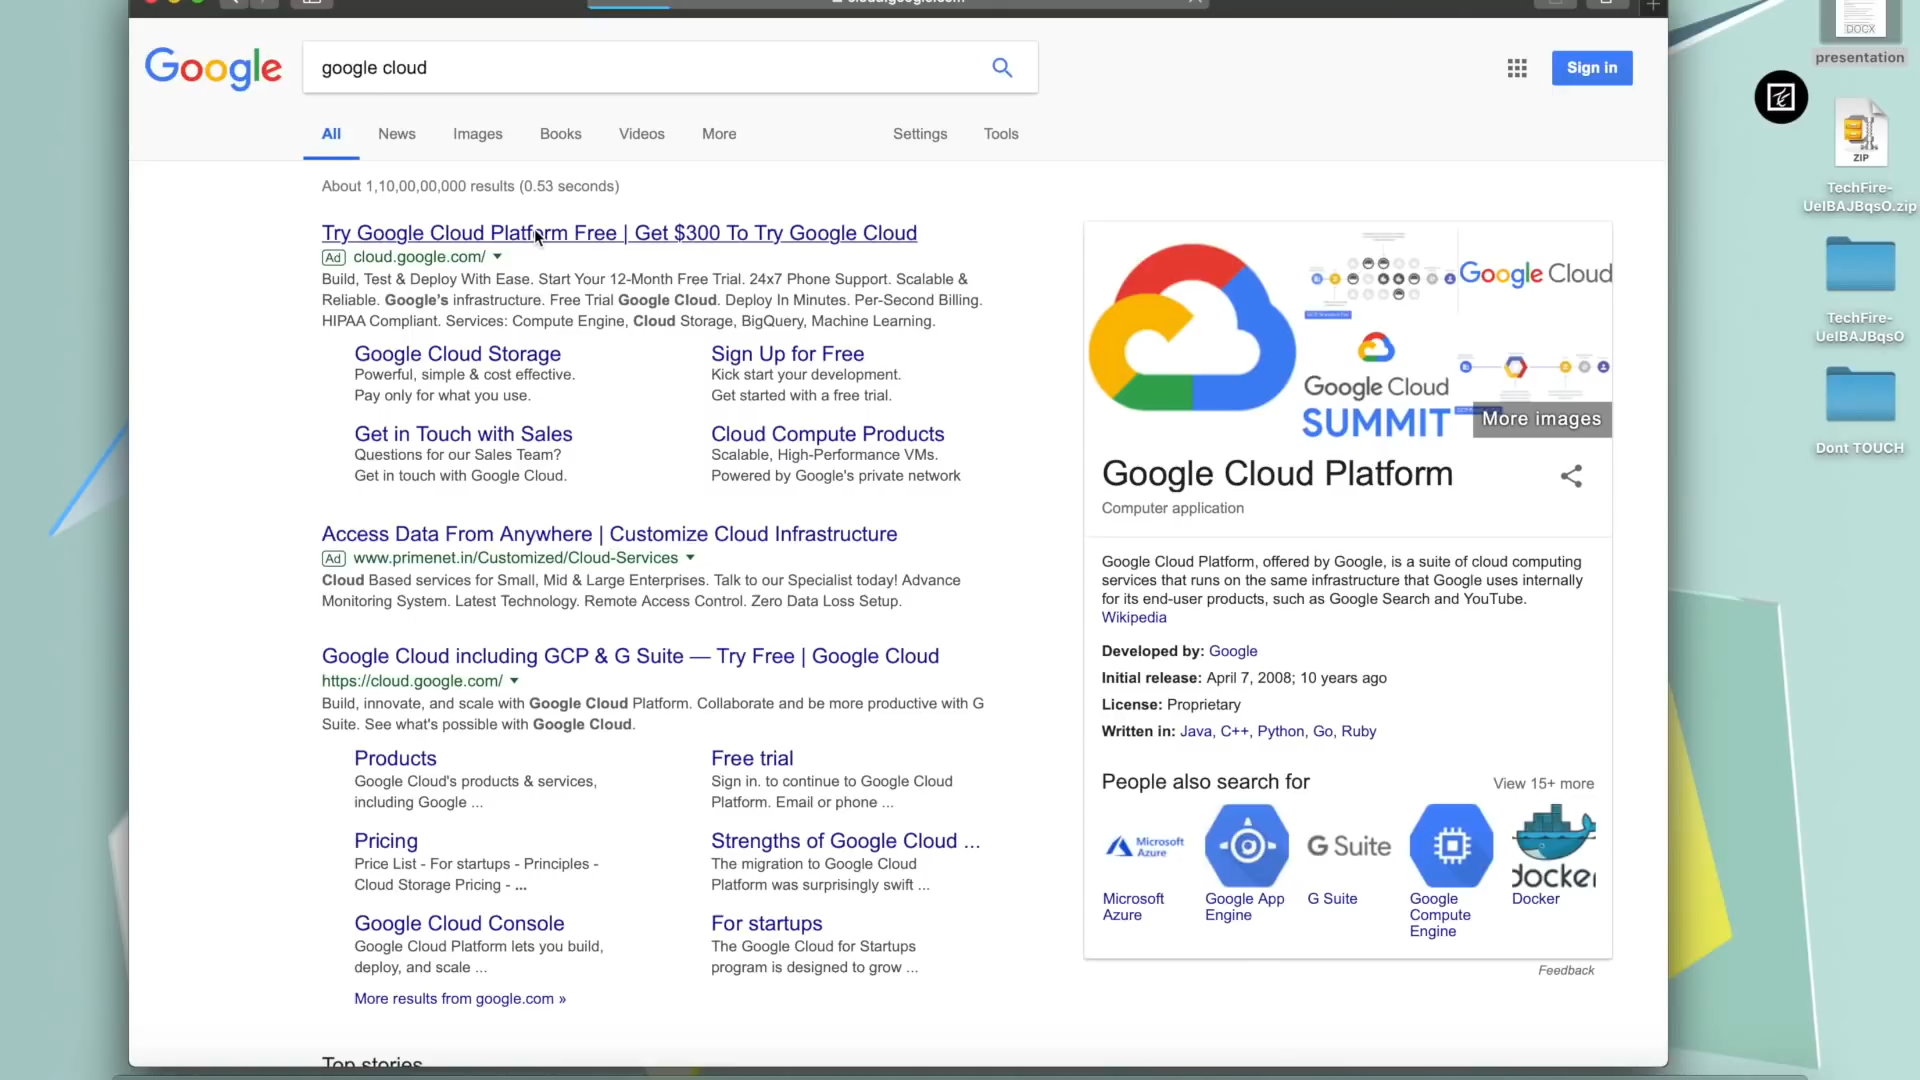 Google
google cloud
Sign in
All
News
Images
Books
Videos
More
Settings
Tools
About 1,10,00,00,000 results (0.53 seconds)
Try Google Cloud Platform Free | Get $300 To Try Google Cloud
Ad cloud.google.com/
Build, Test & Deploy With Ease. Start Your 12-Month Free Trial. 24x7 Phone Support. Scalable &
Reliable. Google's infrastructure. Free Trial Google Cloud. Deploy In Minutes. Per-Second Billing.
HIPAA Compliant. Services: Compute Engine, Cloud Storage, BigQuery, Machine Learning.
Google Cloud Storage
Powerful, simple & cost effective.
Pay only for what you use.
Sign Up for Free
Kick start your development.
Get started with a free trial.
Get in Touch with Sales
Questions for our Sales Team?
Get in touch with Google Cloud.
Cloud Compute Products
Scalable, High-Performance VMs.
Powered by Google's private network
Access Data From Anywhere | Customize Cloud Infrastructure
Ad www.primenet.in/Customized/Cloud-Services
Cloud Based services for Small, Mid & Large Enterprises. Talk to our Specialist today! Advance
Monitoring System. Latest Technology. Remote Access Control. Zero Data Loss Setup.
Google Cloud including GCP & G Suite — Try Free | Google Cloud
https://cloud.google.com/
Build, innovate, and scale with Google Cloud Platform. Collaborate and be more productive with G
Suite. See what's possible with Google Cloud.
Products
Google Cloud's products & services,
including Google ...
Free trial
Sign in. to continue to Google Cloud
Platform. Email or phone ...
Pricing
Price List - For startups - Principles -
Cloud Storage Pricing - ...
Strengths of Google Cloud ...
The migration to Google Cloud
Platform was surprisingly swift ...
Google Cloud Console
Google Cloud Platform lets you build,
deploy, and scale ...
For startups
The Google Cloud for Startups
program is designed to grow ...
More results from google.com »
Top stories
Google Cloud
Google Cloud
SUMMIT
More images
Google Cloud Platform
Computer application
Google Cloud Platform, offered by Google, is a suite of cloud computing
services that runs on the same infrastructure that Google uses internally
for its end-user products, such as Google Search and YouTube.
Wikipedia
Developed by: Google
Initial release: April 7, 2008; 10 years ago
License: Proprietary
Written in: Java, C++, Python, Go, Ruby
People also search for
View 15+ more
Microsoft
Azure
G Suite
docker
Microsoft
Azure
Google App
Engine
G Suite
Google
Compute
Engine
Docker
Feedback
DOCX
presentation
ZIP
TechFire-
UeIBAJBqsO.zip
TechFire-
UeIBAJBqsO
Dont TOUCH